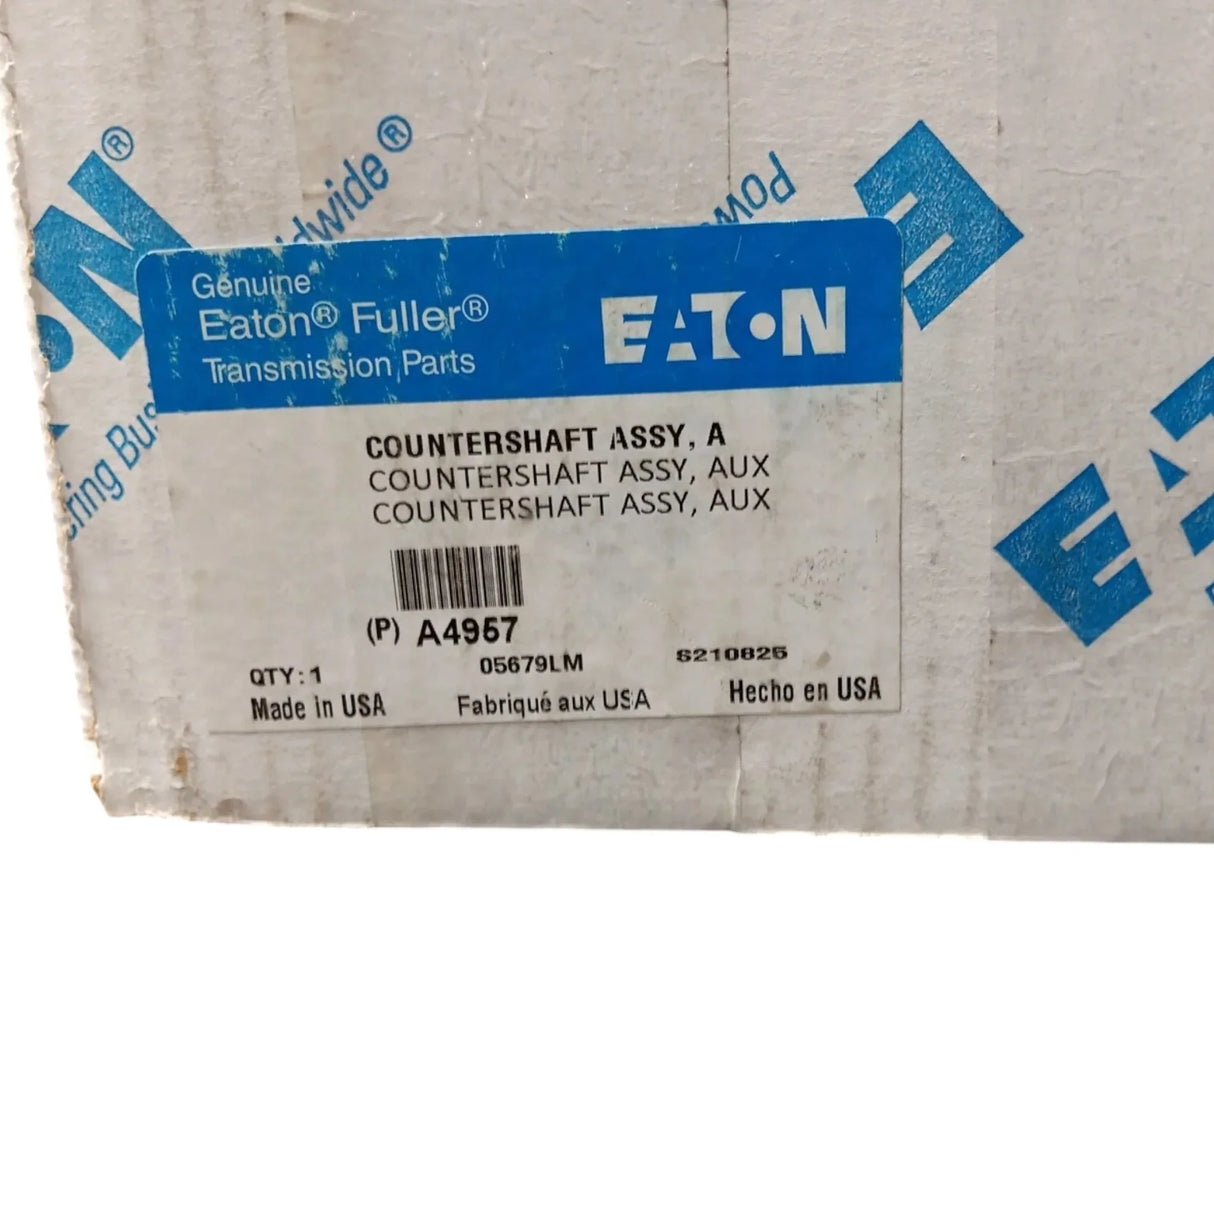 Genuine
Eaton® Fuller®
Transmission Parts
EATON
COUNTERSHAFT ASSY, A
COUNTERSHAFT ASSY, AUX
COUNTERSHAFT ASSY, AUX
(P) A4957
05679LM
S210825
QTY:1
Made in USA
Fabriqué aux USA
Hecho en USA